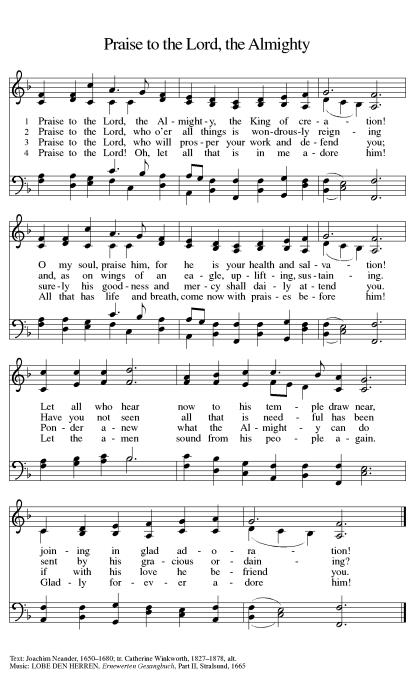 Praise to the Lord, the Almighty
1 Praise to the Lord, the Al - might - y, the King of cre - a - tion!
2 Praise to the Lord, who o'er all things is won - drous - ly reign - ing
3 Praise to the Lord, who will pros - per your work and de - fend you;
4 Praise to the Lord! Oh, let all that is in me a - dore him!
O my soul, praise him, for he is your health and sal - va - tion!
and, as on wings of an ea - gle, up - lift - ing, sus - tain - ing.
sure - ly his good - ness and mer - cy shall dai - ly at - tend you.
All that has life and breath, come now with prais - es be - fore him!
Let all who hear now to his tem - ple draw near,
Have you not seen all that is need - ful has been
Pon - der a - new what the Al - might - y can do
Let the a - men sound from his peo - ple a - gain.
join - ing in glad ad - o - ra - tion!
sent by his gra - cious or - dain - ing?
if with his love he be - friend you.
Glad - ly for - ev - er a - dore him!
Text: Joachim Neander, 1650–1680; tr. Catherine Winkworth, 1827–1878, alt.
Music: LOBE DEN HERREN, Ernewerten Gesangbuch, Part II, Stralsund, 1665